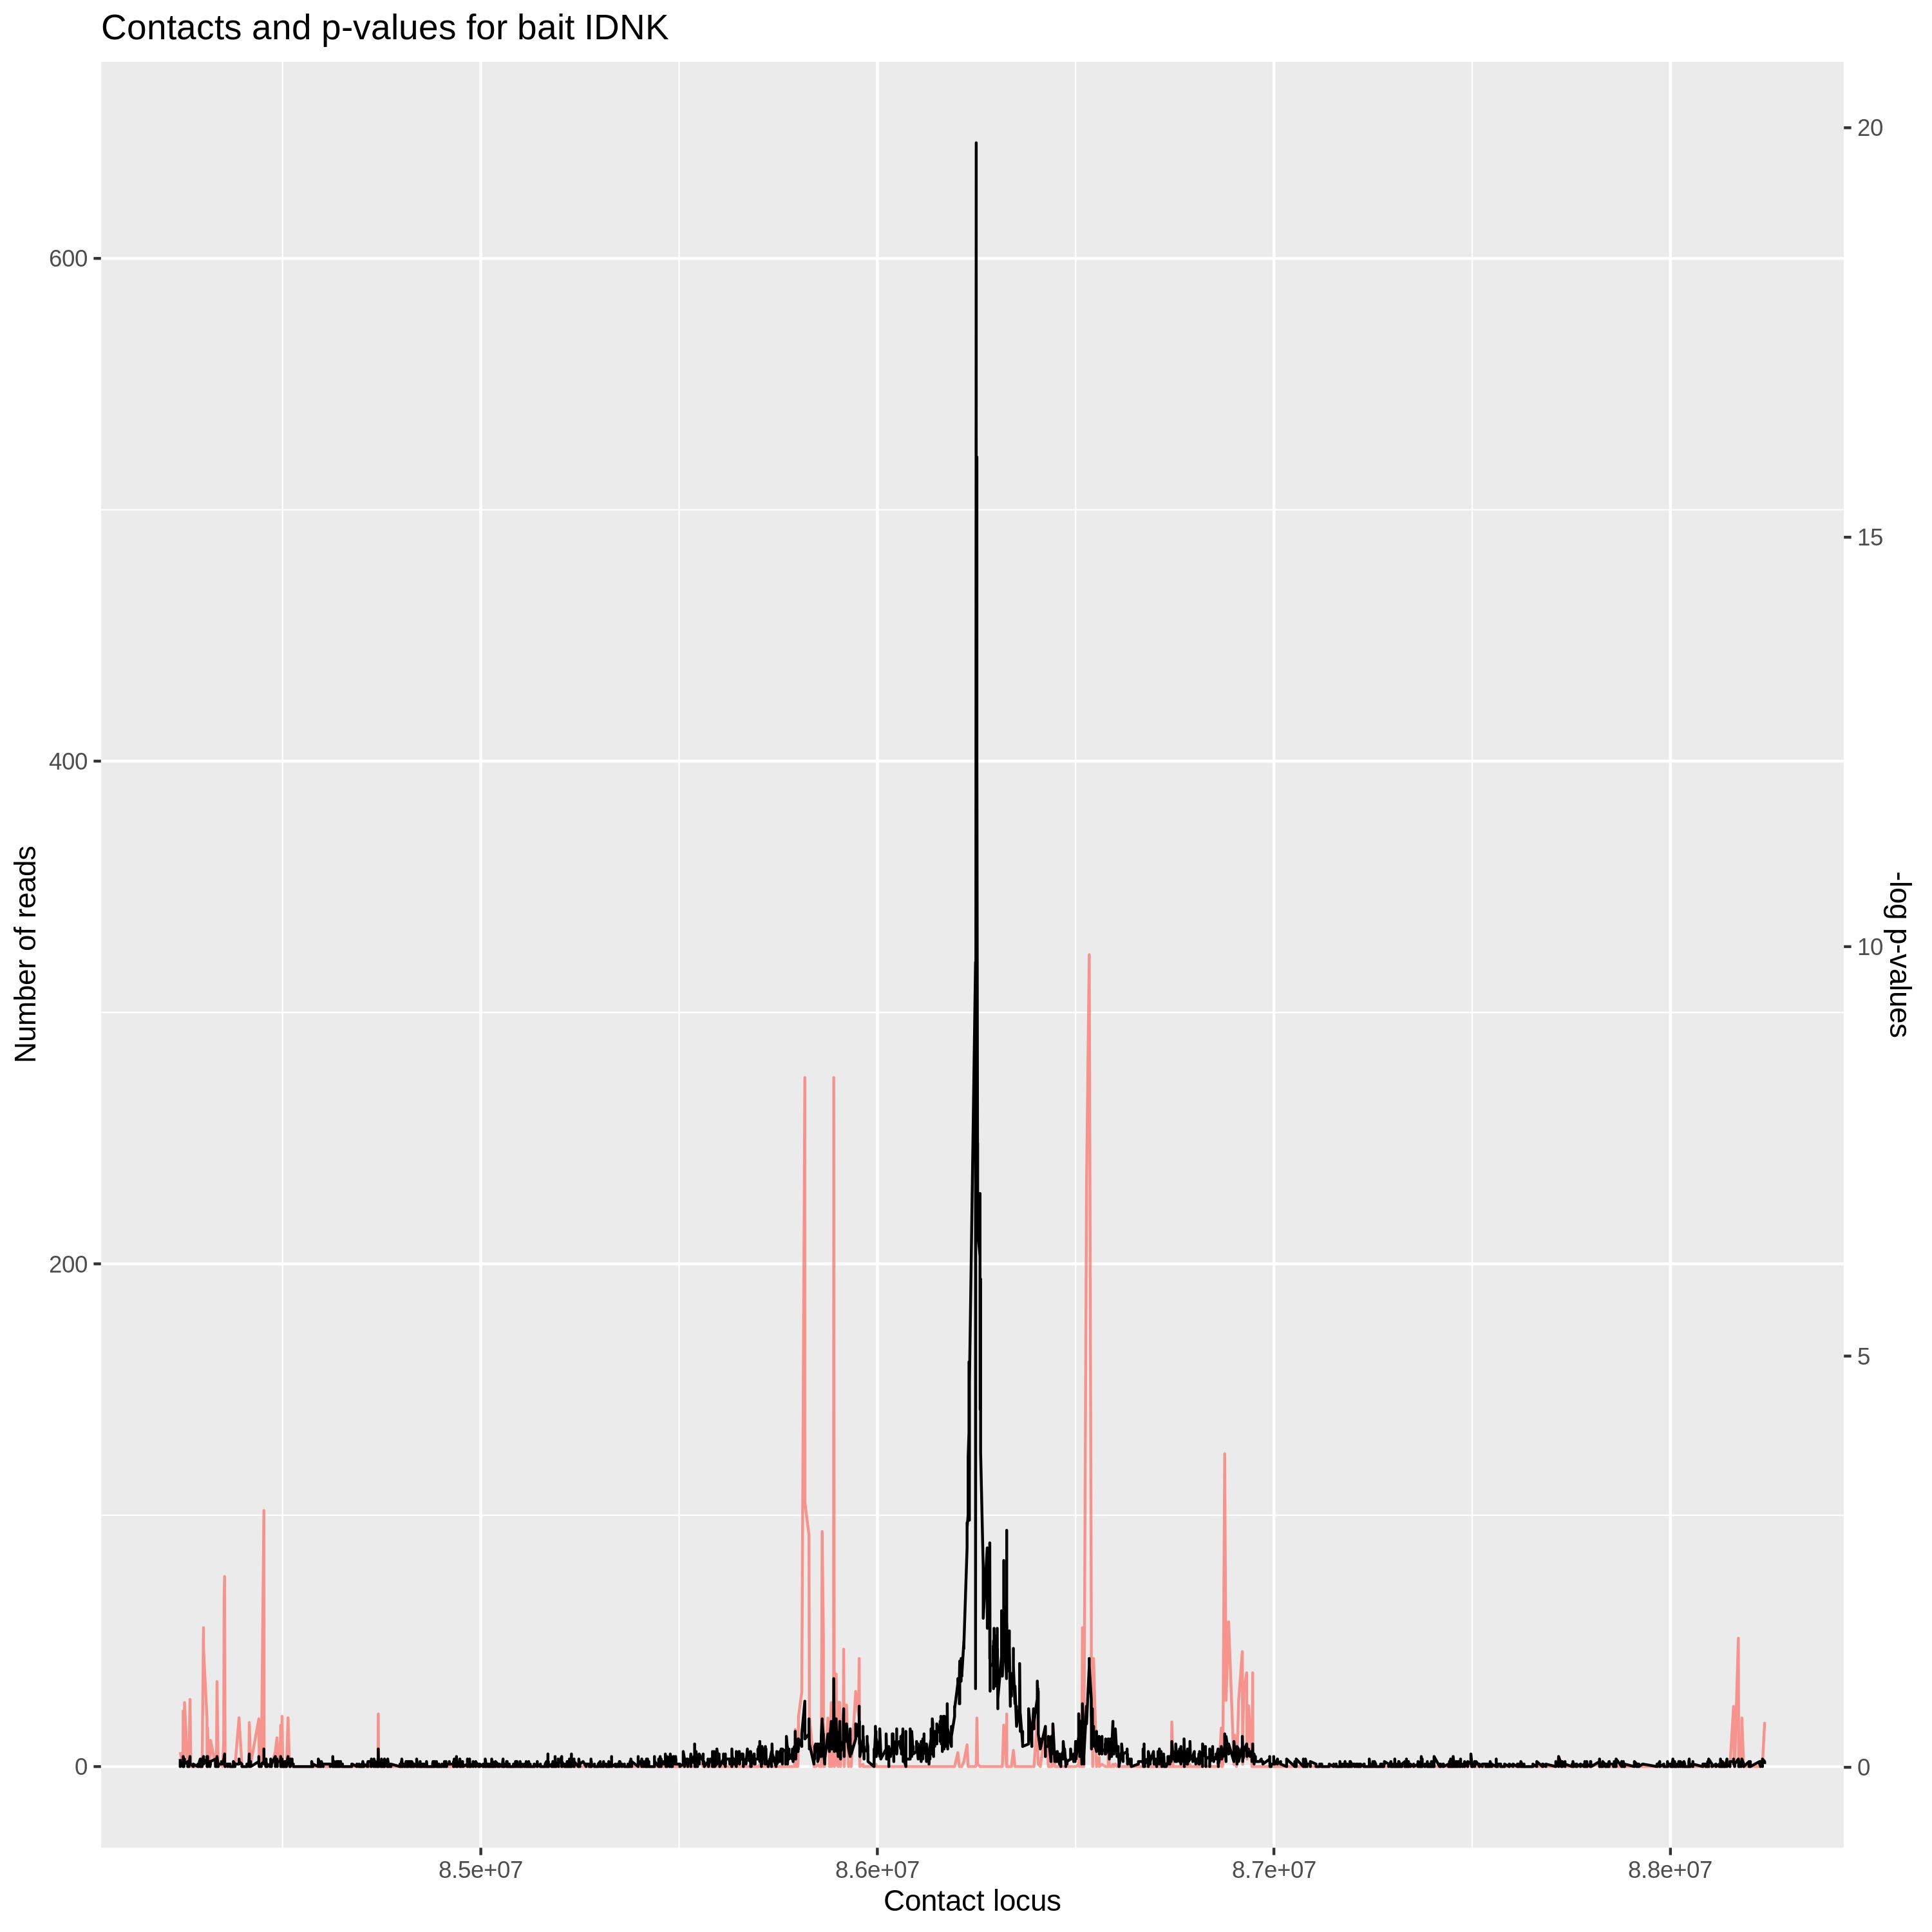 Contacts and p-values for bait IDNK
20
600
15
400
10
200
5
0
0
Number of reads
-log p-values
8.5e+07
8.6e+07
8.7e+07
8.8e+07
Contact locus